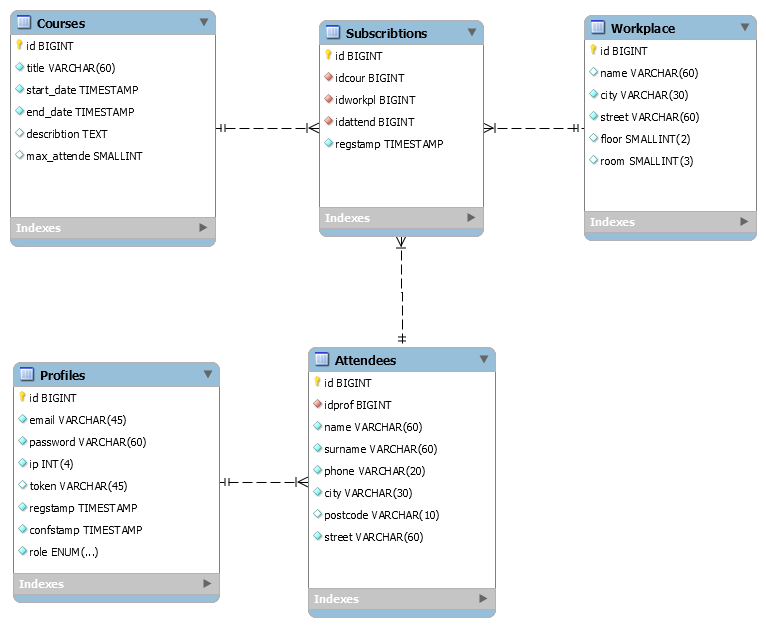 Courses
id BIGINT
title VARCHAR(60)
start_date TIMESTAMP
end_date TIMESTAMP
describtion TEXT
max_attende SMALLINT
Indexes
Subscribtions
id BIGINT
idcour BIGINT
idworkpl BIGINT
idattend BIGINT
regstamp TIMESTAMP
Indexes
Workplace
id BIGINT
name VARCHAR(60)
city VARCHAR(30)
street VARCHAR(60)
floor SMALLINT(2)
room SMALLINT(3)
Indexes
Profiles
id BIGINT
email VARCHAR(45)
password VARCHAR(60)
ip INT(4)
token VARCHAR(45)
regstamp TIMESTAMP
confstamp TIMESTAMP
role ENUM(...)
Indexes
Attendees
id BIGINT
idprof BIGINT
name VARCHAR(60)
surname VARCHAR(60)
phone VARCHAR(20)
city VARCHAR(30)
postcode VARCHAR(10)
street VARCHAR(60)
Indexes